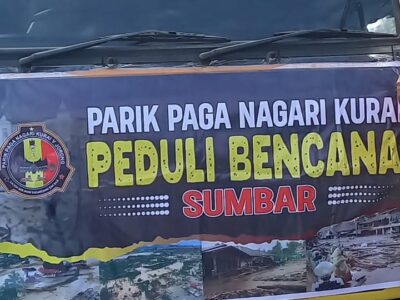 PARIK PAGA NAGARI KURAI
PEDULI BENCANA
SUMBAR